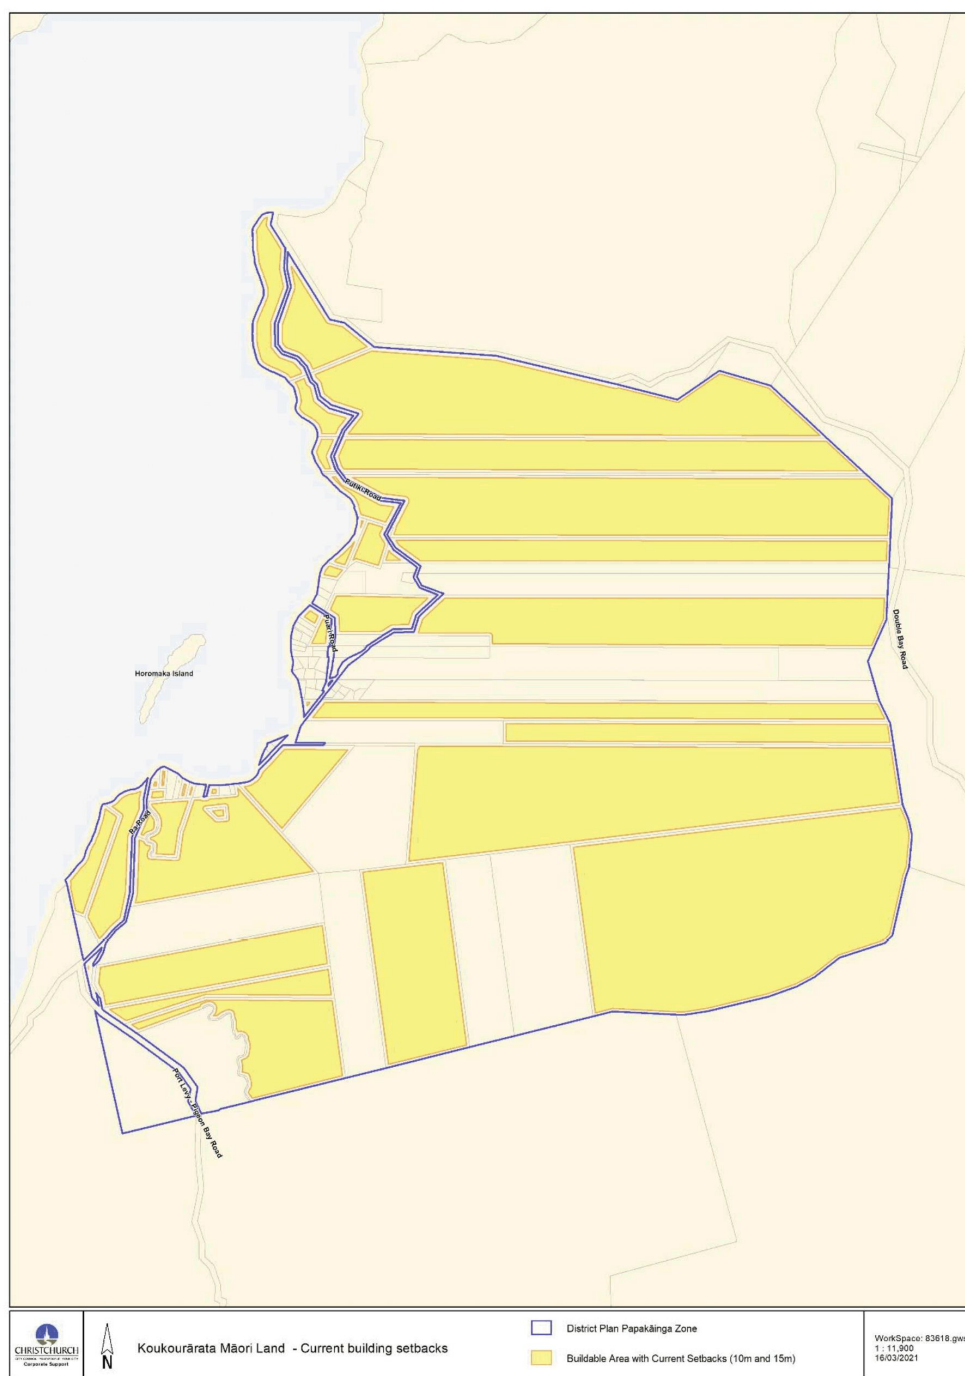 Putiki Road
Puari Road
Double Bay Road
Horomaka Island
Pa Road
Port Levy - Pigeon Bay Road
CHRISTCHURCH
Corporate Support
N
Koukourārata Māori Land - Current building setbacks
District Plan Papakāinga Zone
Buildable Area with Current Setbacks (10m and 15m)
WorkSpace: 83618.gws
1 : 11,900
16/03/2021